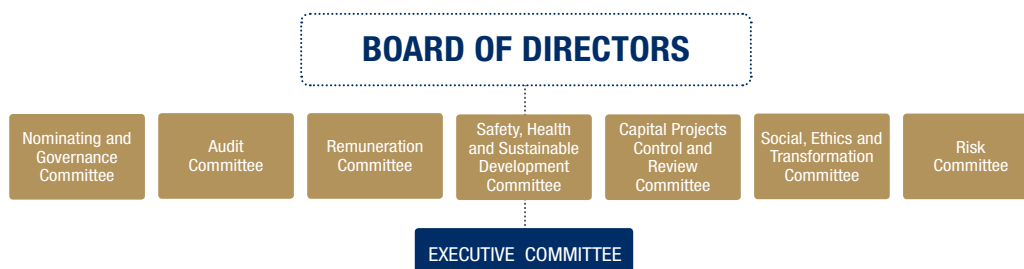 BOARD OF DIRECTORS
Nominating and
Governance
Committee
Audit
Committee
Remuneration
Committee
Safety, Health
and Sustainable
Development
Committee
Capital Projects
Control and
Review
Committee
Social, Ethics and
Transformation
Committee
Risk
Committee
EXECUTIVE COMMITTEE